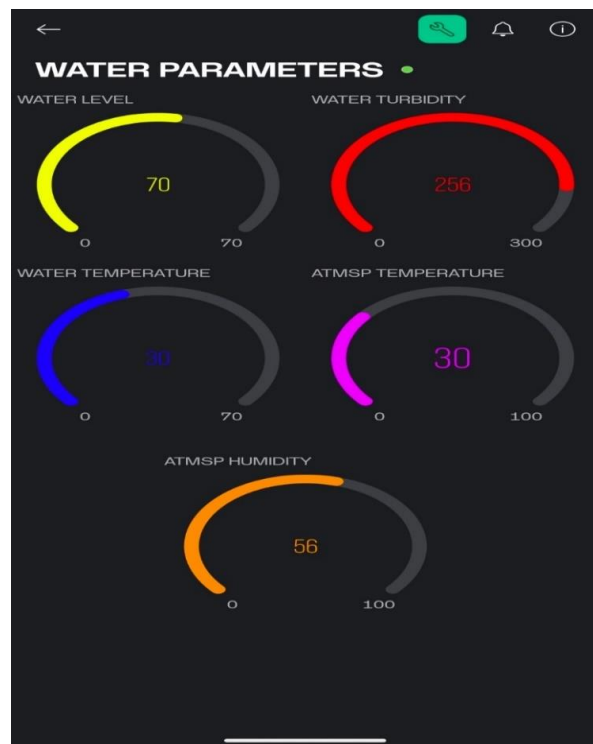 WATER PARAMETERS
WATER LEVEL WATER TURBIDITY
70 256
0 70 0 300
WATER TEMPERATURE ATMSP TEMPERATURE
30 30
0 70 0 100
ATMSP HUMIDITY
56
0 100